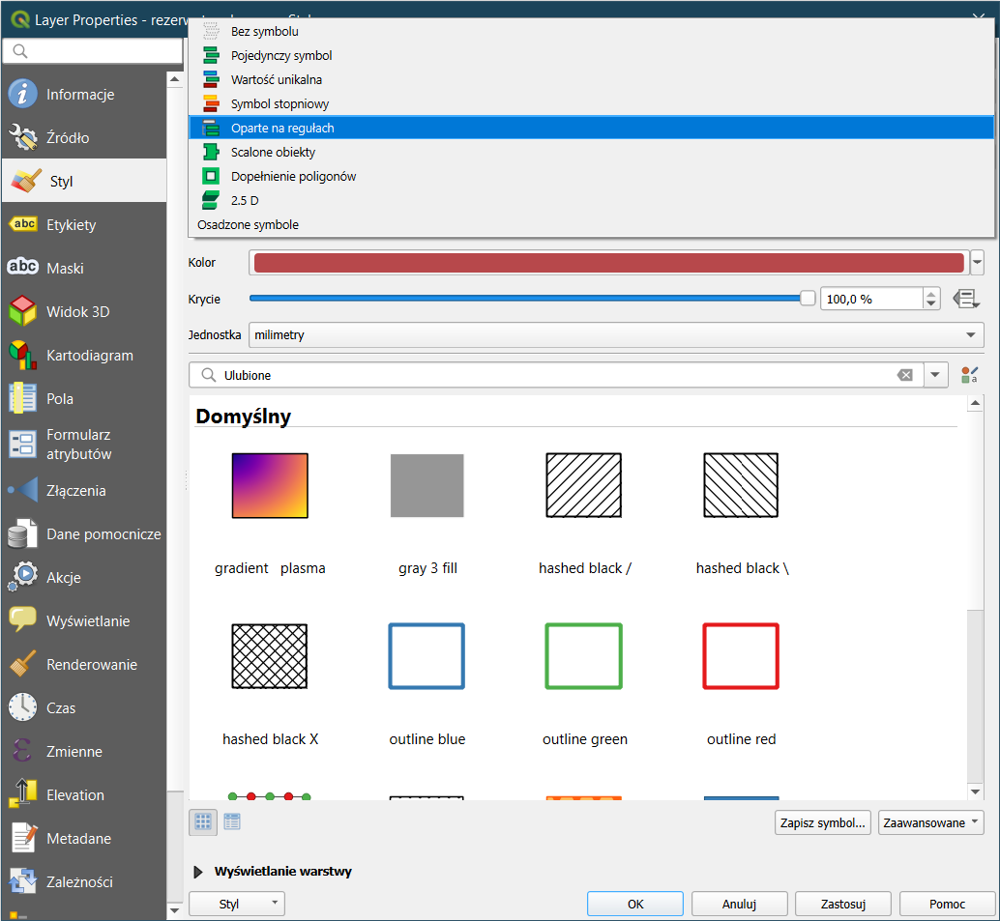 Layer Properties - rezerw
Bez symbolu
Pojedynczy symbol
Wartość unikalna
Symbol stopniowy
Oparte na regułach
Scalone obiekty
Dopełnienie poligonów
2.5 D
Osadzone symbole
Informacje
Źródło
Styl
abc Etykiety
abc Maski
Widok 3D
Kartodiagram
Pola
Formularz
atrybutów
Złączenia
Dane pomocnicze
Akcje
Wyświetlanie
Renderowanie
Czas
Zmienne
Elevation
Metadane
Zależności
Kolor
Krycie
100,0 %
Jednostka
milimetry
Ulubione
Domyślny
gradient plasma
gray 3 fill
hashed black /
hashed black \
hashed black X
outline blue
outline green
outline red
Zapisz symbol...
Zaawansowane
Wyświetlanie warstwy
Styl
OK
Anuluj
Zastosuj
Pomoc